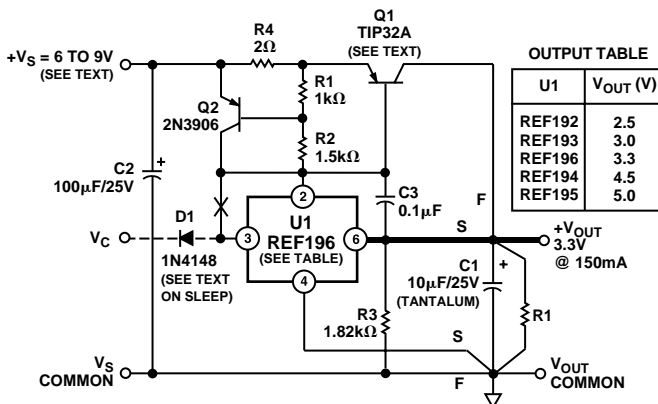 +VS = 6 TO 9V
(SEE TEXT)
R4
2Ω
Q1
TIP32A
(SEE TEXT)
R1
1kΩ
Q2
2N3906
R2
1.5kΩ
C2
100µF/25V
+
C3
0.1µF
F
S
D1
VC
1N4148
(SEE TEXT
ON SLEEP)
2
U1
REF196
(SEE TABLE)
3
6
4
+VOUT
3.3V
@ 150mA
C1
10µF/25V
(TANTALUM)
+
R1
R3
1.82kΩ
S
F
VS
COMMON
VOUT
COMMON
OUTPUT TABLE
U1 VOUT (V)
REF192 2.5
REF193 3.0
REF196 3.3
REF194 4.5
REF195 5.0